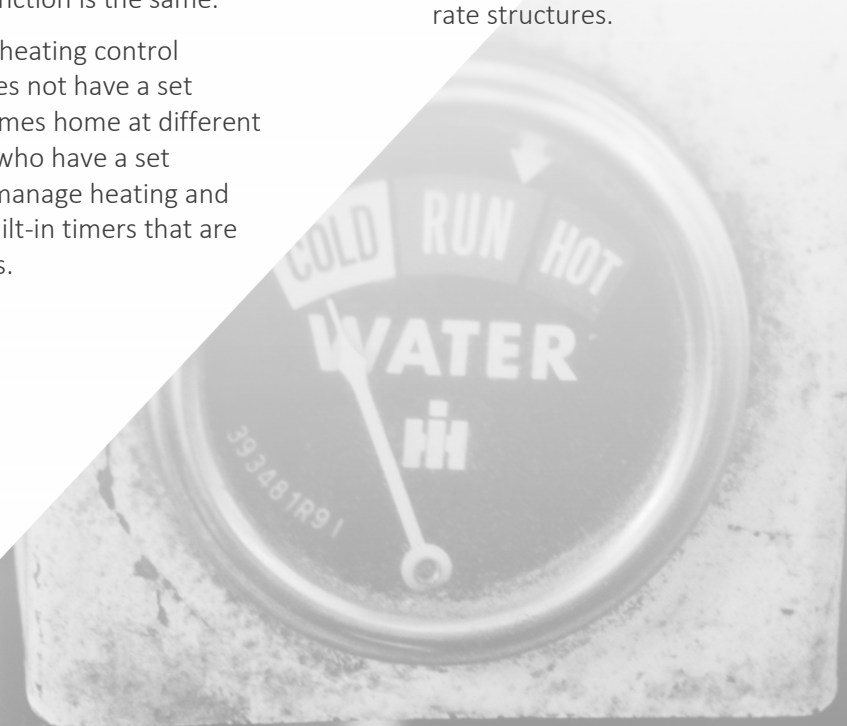 nction is the same.
heating control
es not have a set
mes home at different
who have a set
manage heating and
ilt-in timers that are
s.
rate structures.
COLD RUN HOT
WATER
IH
393481R91